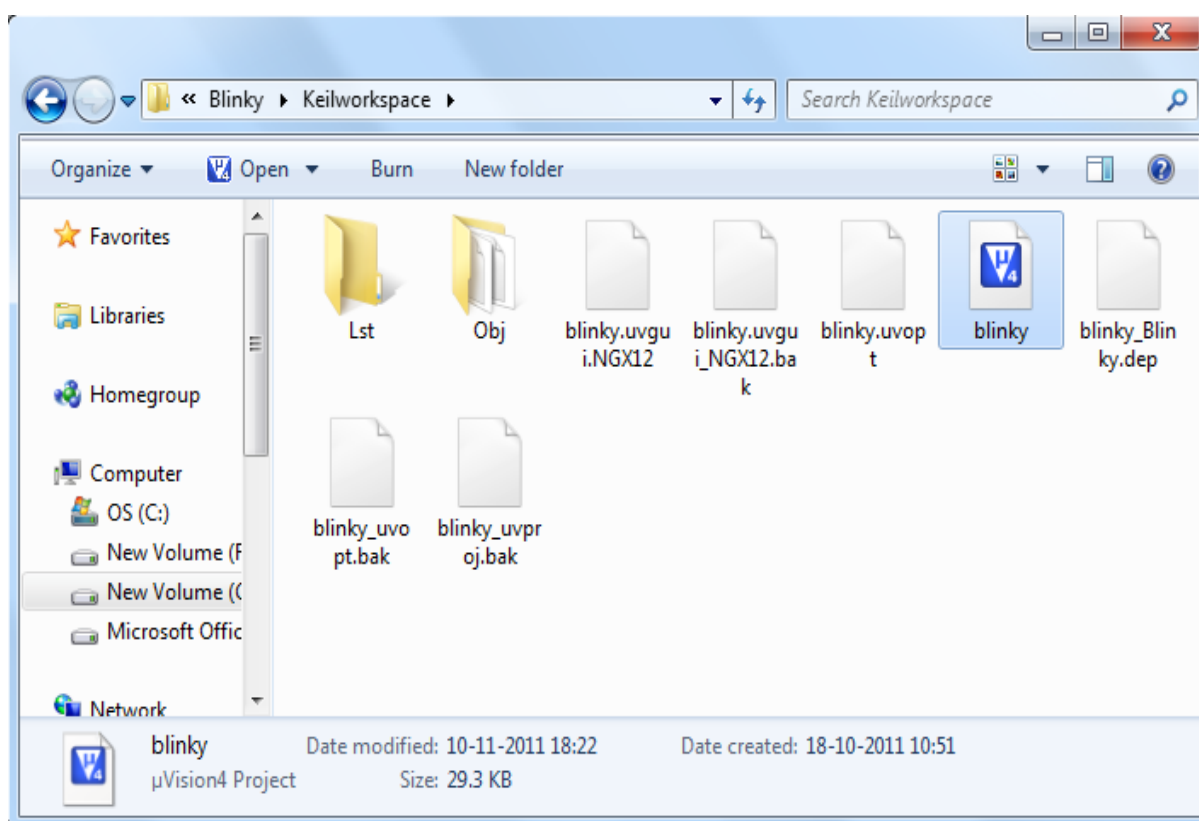 « Blinky ▸ Keilworkspace ▸
Search Keilworkspace
Organize
Open
Burn
New folder
Favorites
Libraries
Homegroup
Computer
OS (C:)
New Volume (F
New Volume (G
Microsoft Offic
Network
Lst
Obj
blinky.uvgu
i.NGX12
blinky.uvgu
i_NGX12.ba
k
blinky.uvop
t
blinky
blinky_Blin
ky.dep
blinky_uvo
pt.bak
blinky_uvpr
oj.bak
blinky
Date modified: 10-11-2011 18:22
Date created: 18-10-2011 10:51
µVision4 Project
Size: 29.3 KB